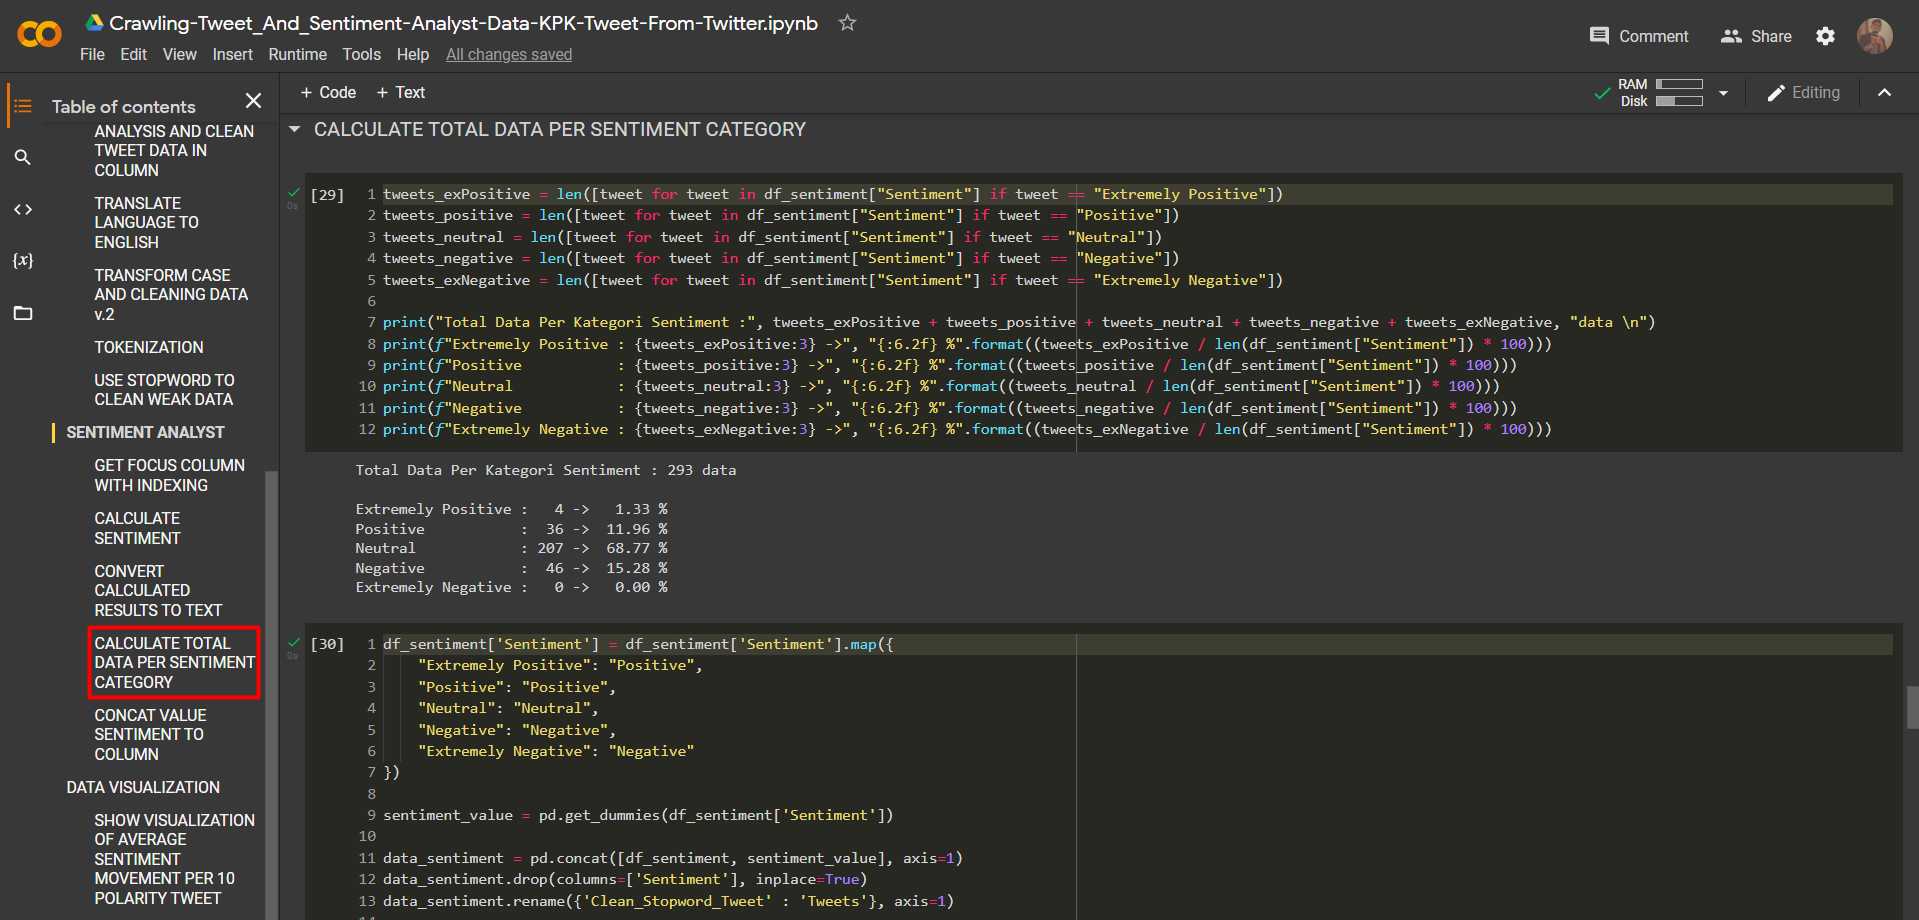 Crawling-Tweet_And_Sentiment-Analyst-Data-KPK-Tweet-From-Twitter.ipynb
File Edit View Insert Runtime Tools Help All changes saved
Comment Share
Table of contents
ANALYSIS AND CLEAN
TWEET DATA IN
COLUMN
TRANSLATE
LANGUAGE TO
ENGLISH
TRANSFORM CASE
AND CLEANING DATA
v.2
TOKENIZATION
USE STOPWORD TO
CLEAN WEAK DATA
SENTIMENT ANALYST
GET FOCUS COLUMN
WITH INDEXING
CALCULATE
SENTIMENT
CONVERT
CALCULATED
RESULTS TO TEXT
CALCULATE TOTAL
DATA PER SENTIMENT
CATEGORY
CONCAT VALUE
SENTIMENT TO
COLUMN
DATA VISUALIZATION
SHOW VISUALIZATION
OF AVERAGE
SENTIMENT
MOVEMENT PER 10
POLARITY TWEET
+ Code + Text
RAM
Disk
Editing
CALCULATE TOTAL DATA PER SENTIMENT CATEGORY
0s
[29]
1 tweets_exPositive = len([tweet for tweet in df_sentiment["Sentiment"] if tweet == "Extremely Positive"])
2 tweets_positive = len([tweet for tweet in df_sentiment["Sentiment"] if tweet == "Positive"])
3 tweets_neutral = len([tweet for tweet in df_sentiment["Sentiment"] if tweet == "Neutral"])
4 tweets_negative = len([tweet for tweet in df_sentiment["Sentiment"] if tweet == "Negative"])
5 tweets_exNegative = len([tweet for tweet in df_sentiment["Sentiment"] if tweet == "Extremely Negative"])
6
7 print("Total Data Per Kategori Sentiment :", tweets_exPositive + tweets_positive + tweets_neutral + tweets_negative + tweets_exNegative, "data \n")
8 print(f"Extremely Positive : {tweets_exPositive:3} ->", "{:6.2f} %".format((tweets_exPositive / len(df_sentiment["Sentiment"]) * 100)))
9 print(f"Positive           : {tweets_positive:3} ->", "{:6.2f} %".format((tweets_positive / len(df_sentiment["Sentiment"]) * 100)))
10 print(f"Neutral            : {tweets_neutral:3} ->", "{:6.2f} %".format((tweets_neutral / len(df_sentiment["Sentiment"]) * 100)))
11 print(f"Negative           : {tweets_negative:3} ->", "{:6.2f} %".format((tweets_negative / len(df_sentiment["Sentiment"]) * 100)))
12 print(f"Extremely Negative : {tweets_exNegative:3} ->", "{:6.2f} %".format((tweets_exNegative / len(df_sentiment["Sentiment"]) * 100)))
Total Data Per Kategori Sentiment : 293 data
Extremely Positive :   4 ->   1.33 %
Positive           :  36 ->  11.96 %
Neutral            : 207 ->  68.77 %
Negative           :  46 ->  15.28 %
Extremely Negative :   0 ->   0.00 %
0s
[30]
1 df_sentiment['Sentiment'] = df_sentiment['Sentiment'].map({
2     "Extremely Positive": "Positive",
3     "Positive": "Positive",
4     "Neutral": "Neutral",
5     "Negative": "Negative",
6     "Extremely Negative": "Negative"
7 })
8
9 sentiment_value = pd.get_dummies(df_sentiment['Sentiment'])
10
11 data_sentiment = pd.concat([df_sentiment, sentiment_value], axis=1)
12 data_sentiment.drop(columns=['Sentiment'], inplace=True)
13 data_sentiment.rename({'Clean_Stopword_Tweet' : 'Tweets'}, axis=1)
14